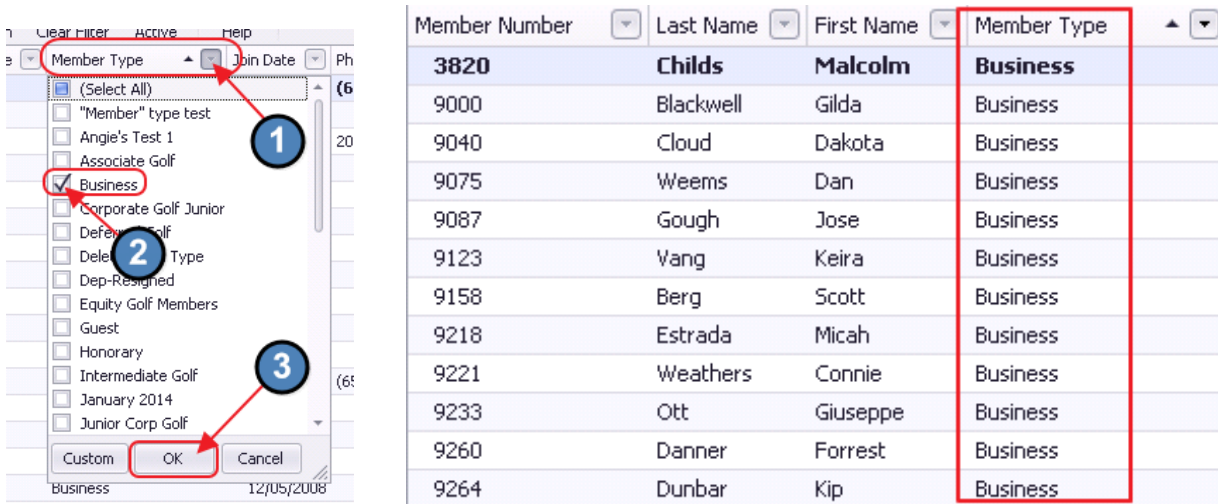 Clear Filter Active Help
Member Type Join Date Ph
(Select All) (6
"Member" type test
Angie's Test 1 20
Associate Golf
Business
Corporate Golf Junior
Dele Type
Dep-Resigned
Equity Golf Members
Guest
Honorary
Intermediate Golf (65
January 2014
Junior Corp Golf
Custom OK Cancel
Business 12/05/2008
1
2
3
Member Number Last Name First Name Member Type
3820 Childs Malcolm Business
9000 Blackwell Gilda Business
9040 Cloud Dakota Business
9075 Weems Dan Business
9087 Gough Jose Business
9123 Vang Keira Business
9158 Berg Scott Business
9218 Estrada Micah Business
9221 Weathers Connie Business
9233 Ott Giuseppe Business
9260 Danner Forrest Business
9264 Dunbar Kip Business